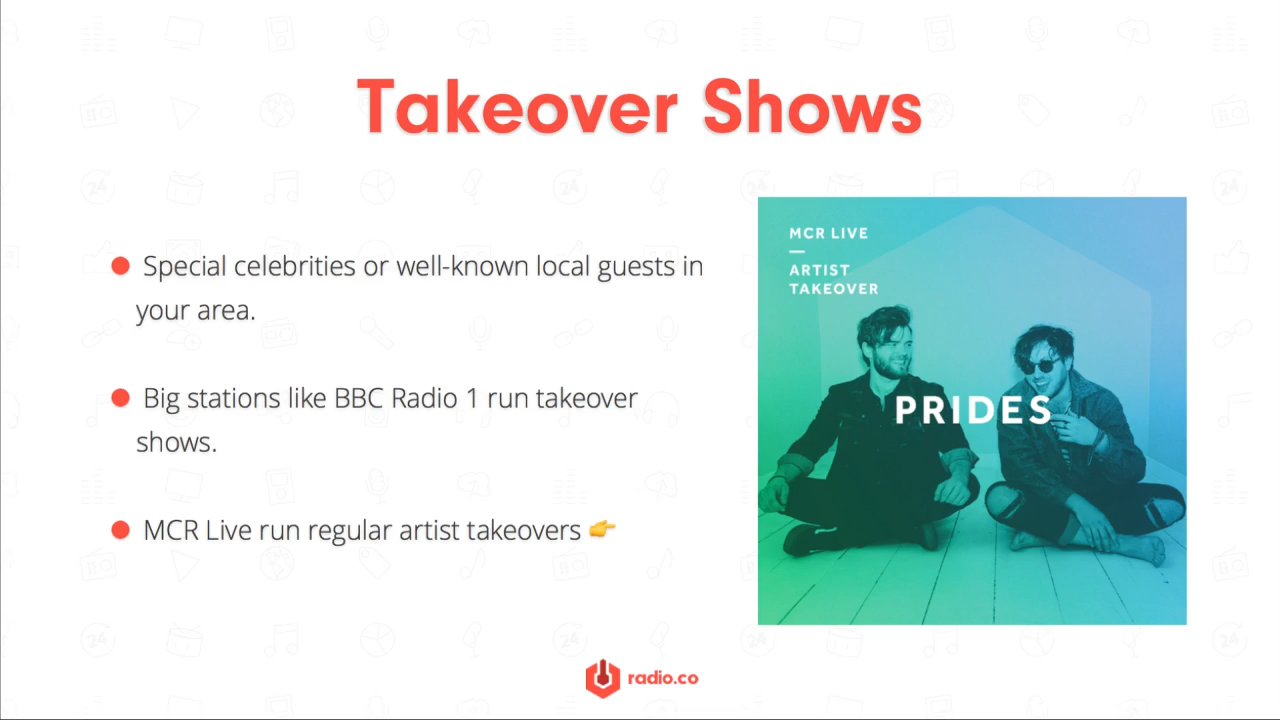 Takeover Shows
Special celebrities or well-known local guests in
your area.
Big stations like BBC Radio 1 run takeover
shows.
MCR Live run regular artist takeovers 👉
MCR LIVE
—
ARTIST
TAKEOVER
PRIDES
radio.co